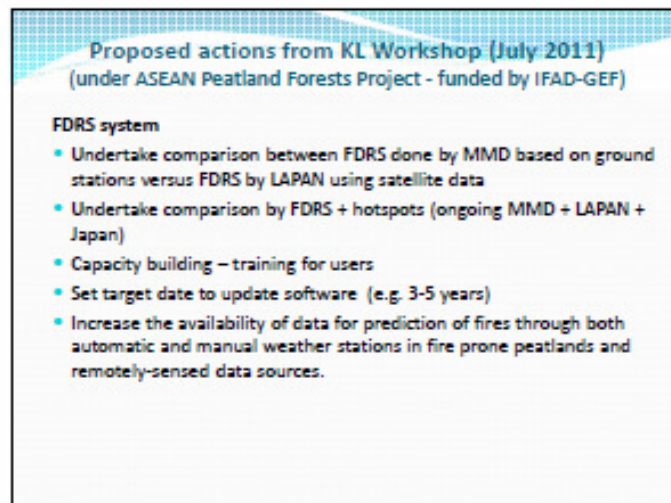 Proposed actions from KL Workshop (July 2011)
(under ASEAN Peatland Forests Project - funded by IFAD-GEF)
FDRS system
• Undertake comparison between FDRS done by MMD based on ground
stations versus FDRS by LAPAN using satellite data
• Undertake comparison by FDRS + hotspots (ongoing MMD + LAPAN +
Japan)
• Capacity building – training for users
• Set target date to update software (e.g. 3-5 years)
• Increase the availability of data for prediction of fires through both
automatic and manual weather stations in fire prone peatlands and
remotely-sensed data sources.